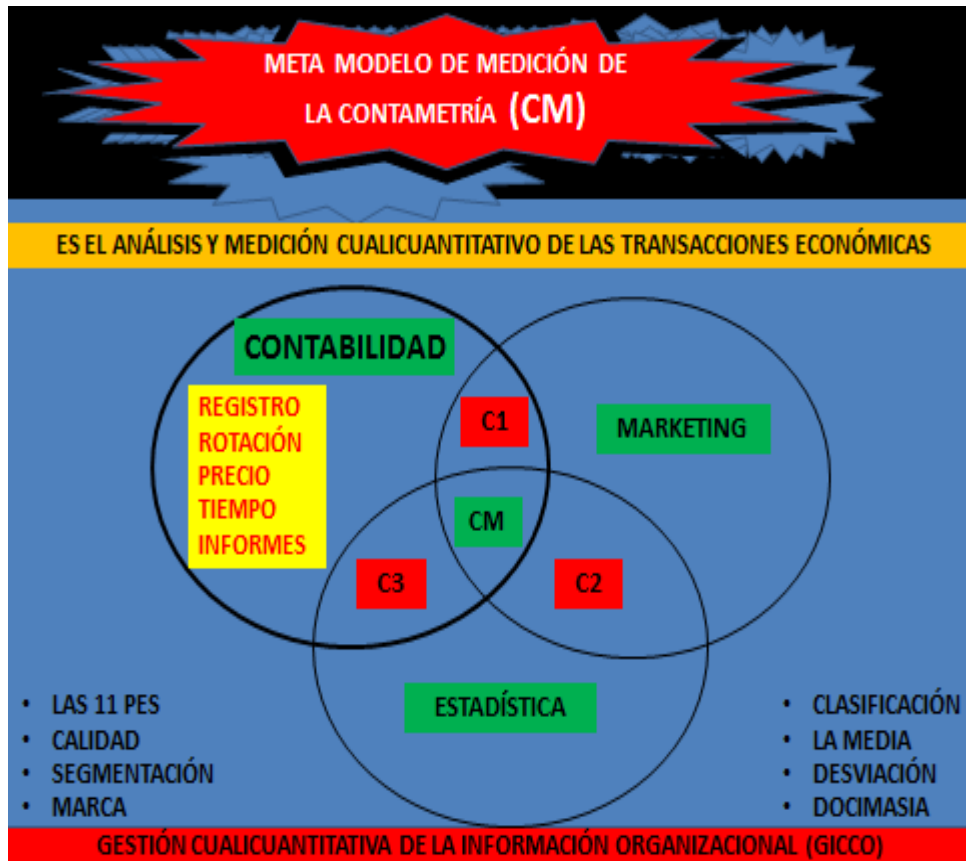 META MODELO DE MEDICIÓN DE
LA CONTAMETRÍA (CM)
ES EL ANÁLISIS Y MEDICIÓN CUALICUANTITATIVO DE LAS TRANSACCIONES ECONÓMICAS
CONTABILIDAD
REGISTRO
ROTACIÓN
PRECIO
TIEMPO
INFORMES
C1
MARKETING
CM
C3
C2
ESTADÍSTICA
• LAS 11 PES
• CALIDAD
• SEGMENTACIÓN
• MARCA
• CLASIFICACIÓN
• LA MEDIA
• DESVIACIÓN
• DOCIMASIA
GESTIÓN CUALICUANTITATIVA DE LA INFORMACIÓN ORGANIZACIONAL (GICCO)